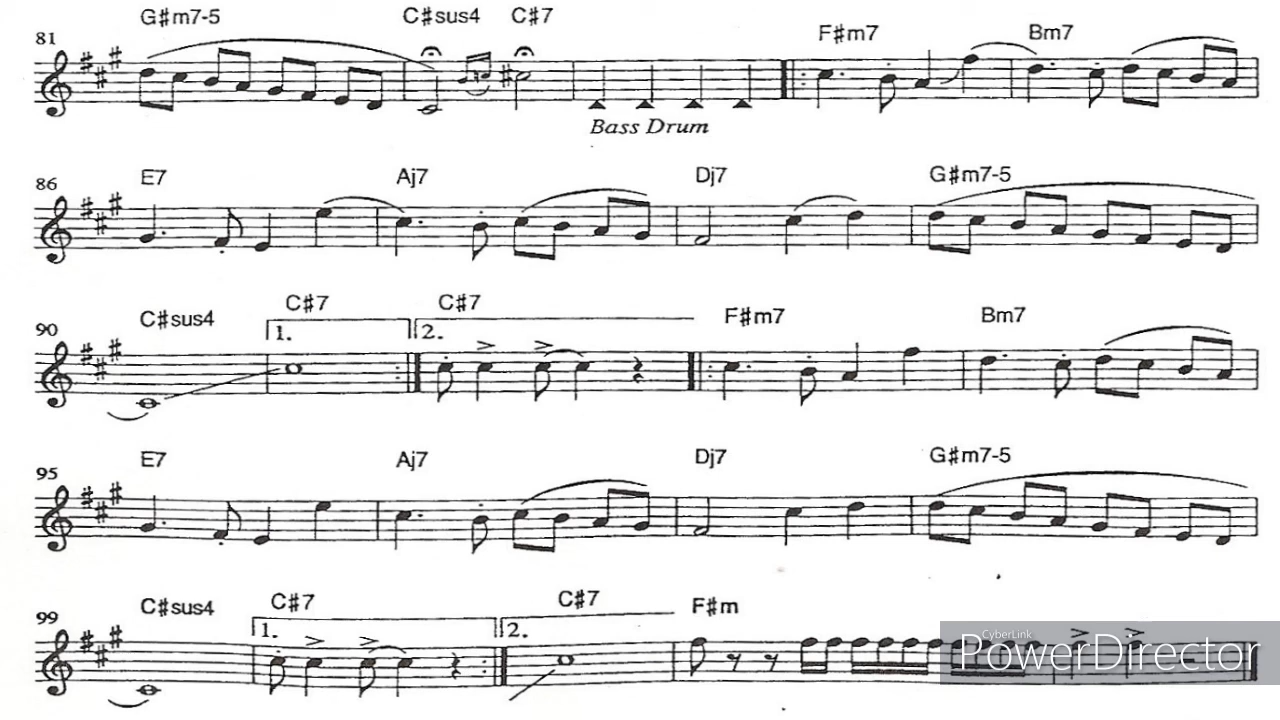 G#m7-5 C#sus4 C#7 F#m7 Bm7
81
Bass Drum
E7 Aj7 Dj7 G#m7-5
86
C#sus4 C#7 C#7 F#m7 Bm7
90 1. 2.
E7 Aj7 Dj7 G#m7-5
95
C#sus4 C#7 C#7 F#m
99 1. 2.
CyberLink
PowerDirector